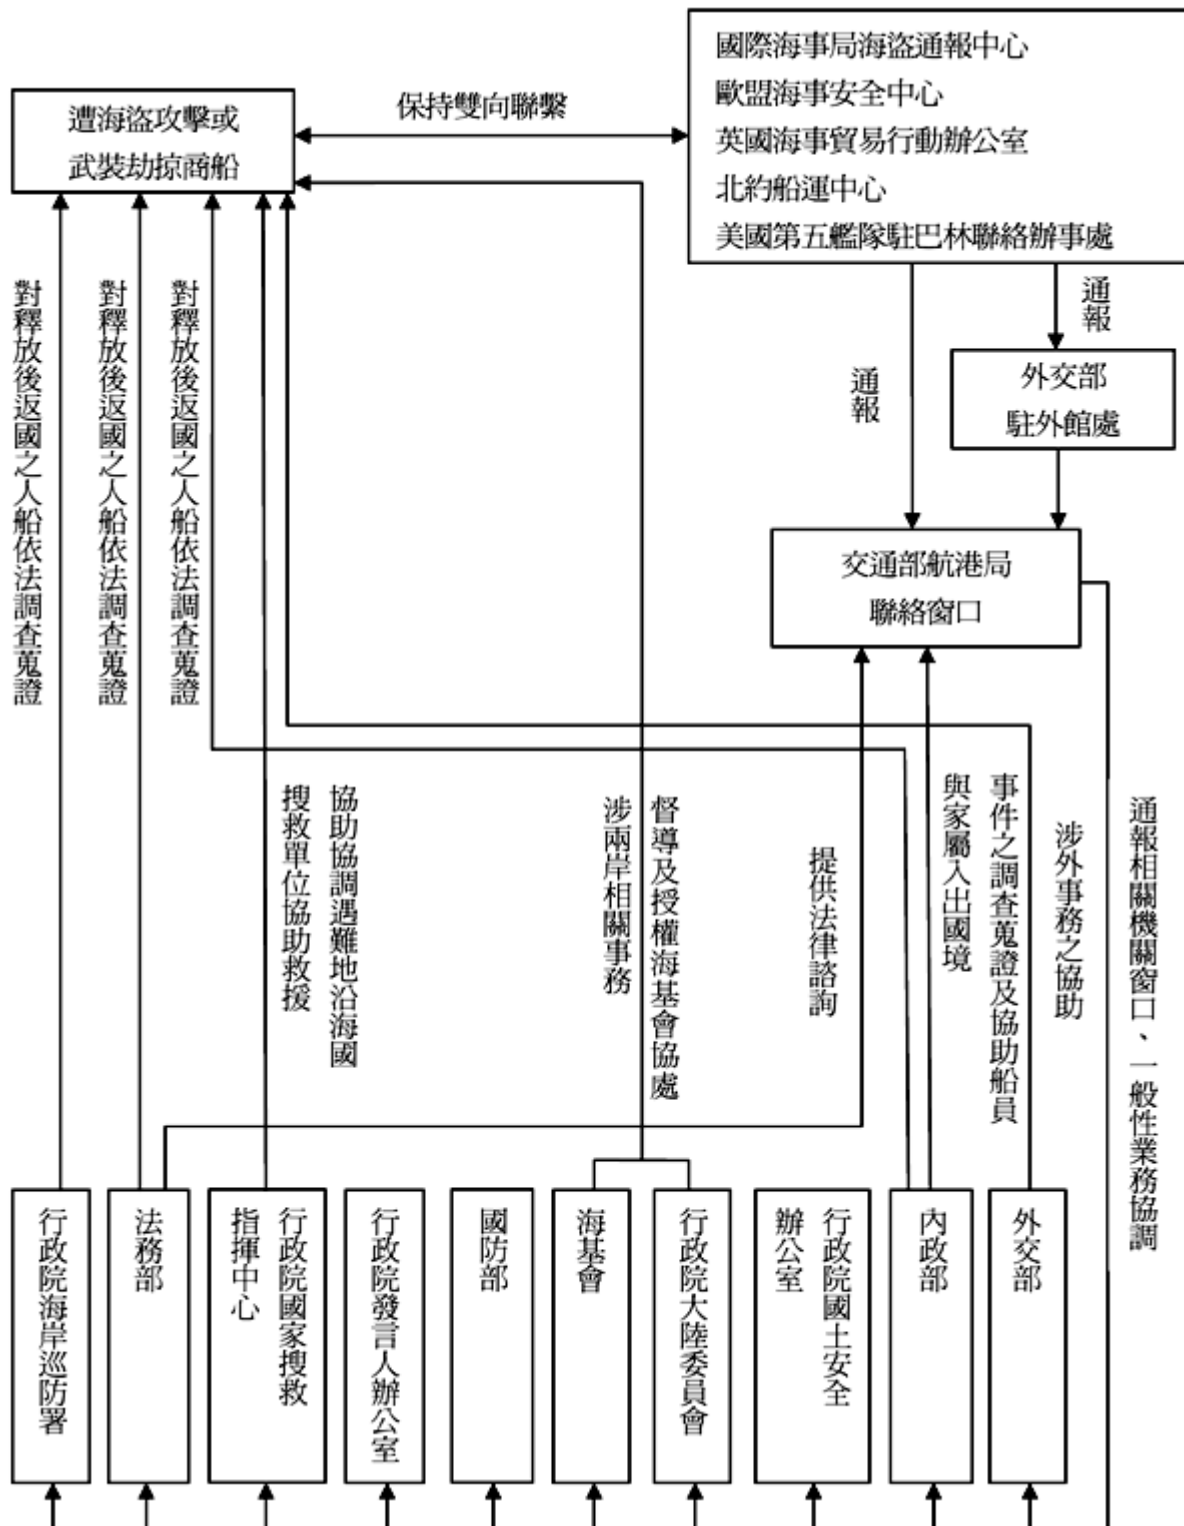 國際海事局海盜通報中心
歐盟海事安全中心
英國海事貿易行動辦公室
北約船運中心
美國第五艦隊駐巴林聯絡辦事處
保持雙向聯繫
遭海盜攻擊或
武裝劫掠商船
通報
外交部
駐外館處
通報
交通部航港局
聯絡窗口
對釋放後返國之人船依法調查蒐證
對釋放後返國之人船依法調查蒐證
對釋放後返國之人船依法調查蒐證
協助協調遇難地沿海國
搜救單位協助救援
督導及授權海基會協處
涉兩岸相關事務
提供法律諮詢
事件之調查蒐證及協助船員
與家屬入出國境
涉外事務之協助
通報相關機關窗口、一般性業務協調
行政院海岸巡防署
法務部
行政院國家搜救
指揮中心
行政院發言人辦公室
國防部
海基會
行政院大陸委員會
行政院國土安全
辦公室
內政部
外交部